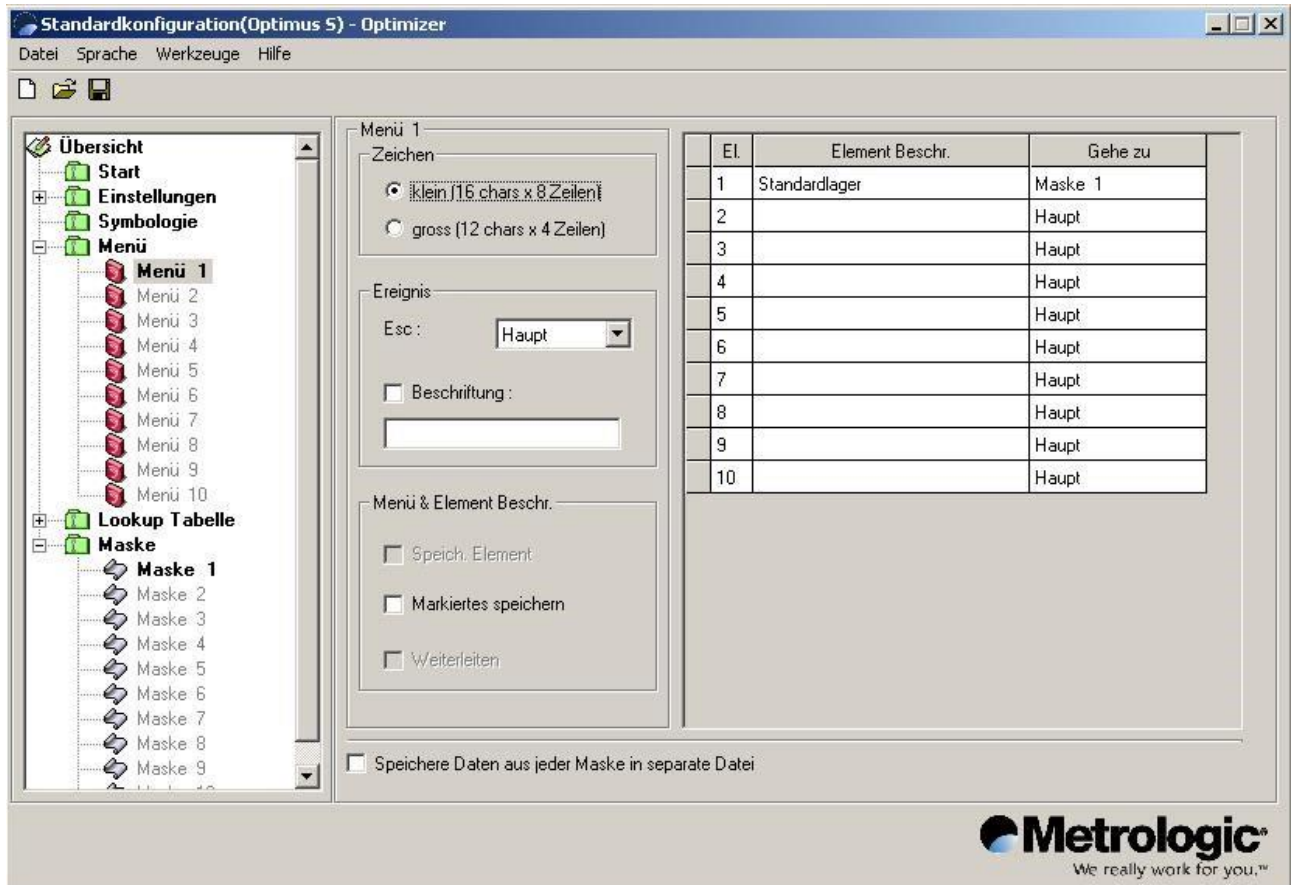 Standardkonfiguration(Optimus S) - Optimizer
Datei Sprache Werkzeuge Hilfe
Übersicht
Start
Einstellungen
Symbologie
Menü
Menü 1
Menü 2
Menü 3
Menü 4
Menü 5
Menü 6
Menü 7
Menü 8
Menü 9
Menü 10
Lookup Tabelle
Maske
Maske 1
Maske 2
Maske 3
Maske 4
Maske 5
Maske 6
Maske 7
Maske 8
Maske 9
Menü 1
Zeichen
klein (16 chars x 8 Zeilen)
gross (12 chars x 4 Zeilen)
Ereignis
Esc : Haupt
Beschriftung :
Menü & Element Beschr.
Speich. Element
Markiertes speichern
Weiterleiten
El. Element Beschr. Gehe zu
1 Standardlager Maske 1
2 Haupt
3 Haupt
4 Haupt
5 Haupt
6 Haupt
7 Haupt
8 Haupt
9 Haupt
10 Haupt
Speichere Daten aus jeder Maske in separate Datei
Metrologic®
We really work for you.™